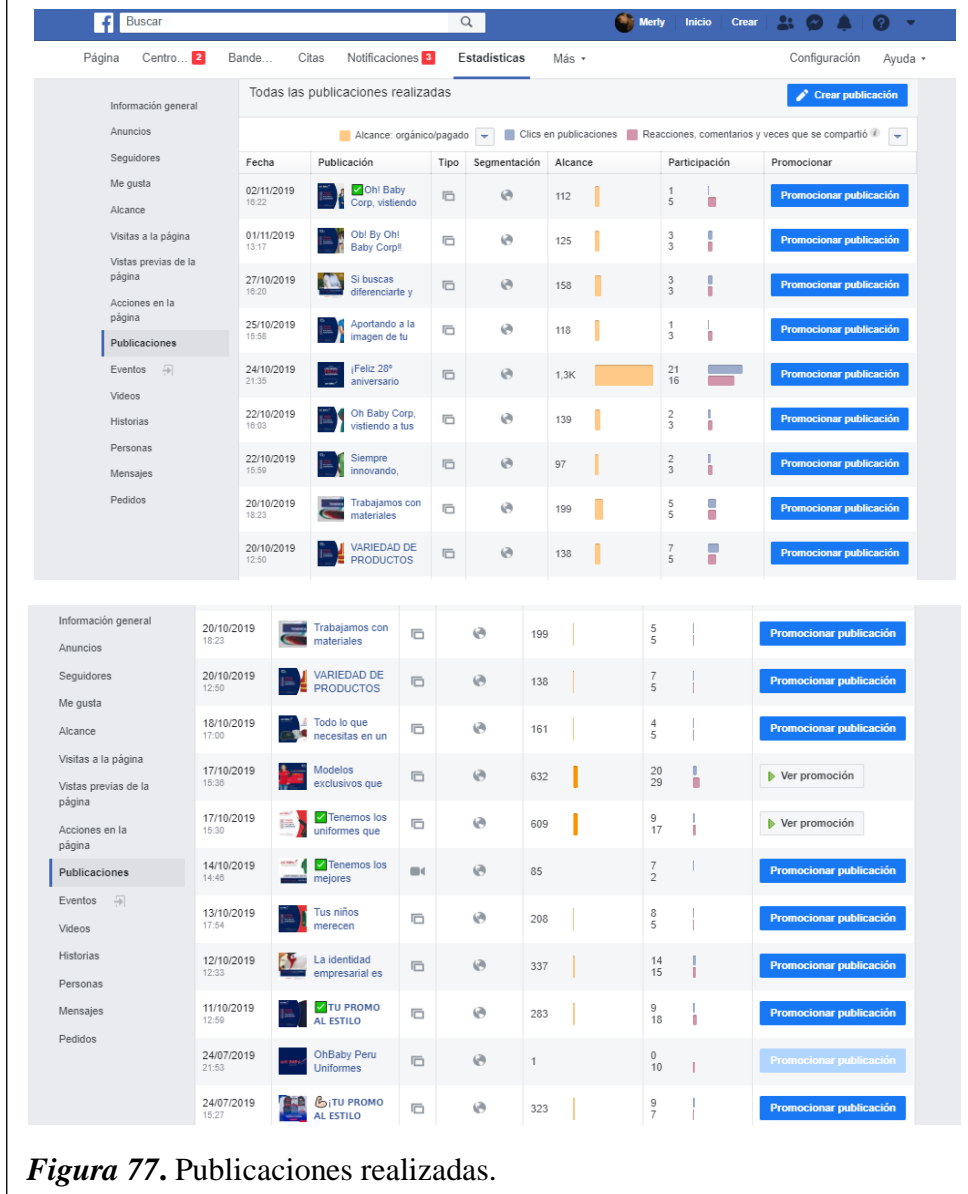 Buscar
Merly Inicio Crear
Página Centro... 2 Bande... Citas Notificaciones 3 Estadísticas Más Configuración Ayuda
Todas las publicaciones realizadas
Crear publicación
Alcance: orgánico/pagado Clics en publicaciones Reacciones, comentarios y veces que se compartió
Información general
Anuncios
Seguidores
Me gusta
Alcance
Visitas a la página
Vistas previas de la
página
Acciones en la
página
Publicaciones
Eventos
Videos
Historias
Personas
Mensajes
Pedidos
Fecha Publicación Tipo Segmentación Alcance Participación Promocionar
02/11/2019 ✅Oh! Baby 112 1 Promocionar publicación
16:22 Corp, vistiendo 5
01/11/2019 Ob! By Oh! 125 3 Promocionar publicación
13:17 Baby Corp!! 3
27/10/2019 Si buscas 158 3 Promocionar publicación
16:20 diferenciarte y 3
25/10/2019 Aportando a la 118 1 Promocionar publicación
15:58 imagen de tu 3
24/10/2019 ¡Feliz 28º 1,3K 21 Promocionar publicación
21:35 aniversario 16
22/10/2019 Oh Baby Corp, 139 2 Promocionar publicación
16:03 vistiendo a tus 3
22/10/2019 Siempre 97 2 Promocionar publicación
15:59 innovando, 3
20/10/2019 Trabajamos con 199 5 Promocionar publicación
18:23 materiales 5
20/10/2019 VARIEDAD DE 138 7 Promocionar publicación
12:50 PRODUCTOS 5
Información general
Anuncios
Seguidores
Me gusta
Alcance
Visitas a la página
Vistas previas de la
página
Acciones en la
página
Publicaciones
Eventos
Videos
Historias
Personas
Mensajes
Pedidos
20/10/2019 Trabajamos con 199 5 Promocionar publicación
18:23 materiales 5
20/10/2019 VARIEDAD DE 138 7 Promocionar publicación
12:50 PRODUCTOS 5
18/10/2019 Todo lo que 161 4 Promocionar publicación
17:00 necesitas en un 5
17/10/2019 Modelos 632 20 Ver promoción
15:36 exclusivos que 29
17/10/2019 ✅Tenemos los 609 9 Ver promoción
15:30 uniformes que 17
14/10/2019 ✅Tenemos los 85 7 Promocionar publicación
14:46 mejores 2
13/10/2019 Tus niños 208 8 Promocionar publicación
17:54 merecen 5
12/10/2019 La identidad 337 14 Promocionar publicación
12:33 empresarial es 15
11/10/2019 ✅TU PROMO 283 9 Promocionar publicación
12:59 AL ESTILO 18
24/07/2019 OhBaby Peru 1 0 Promocionar publicación
21:53 Uniformes 10
24/07/2019 💪¡TU PROMO 323 9 Promocionar publicación
15:27 AL ESTILO 7
Figura 77. Publicaciones realizadas.